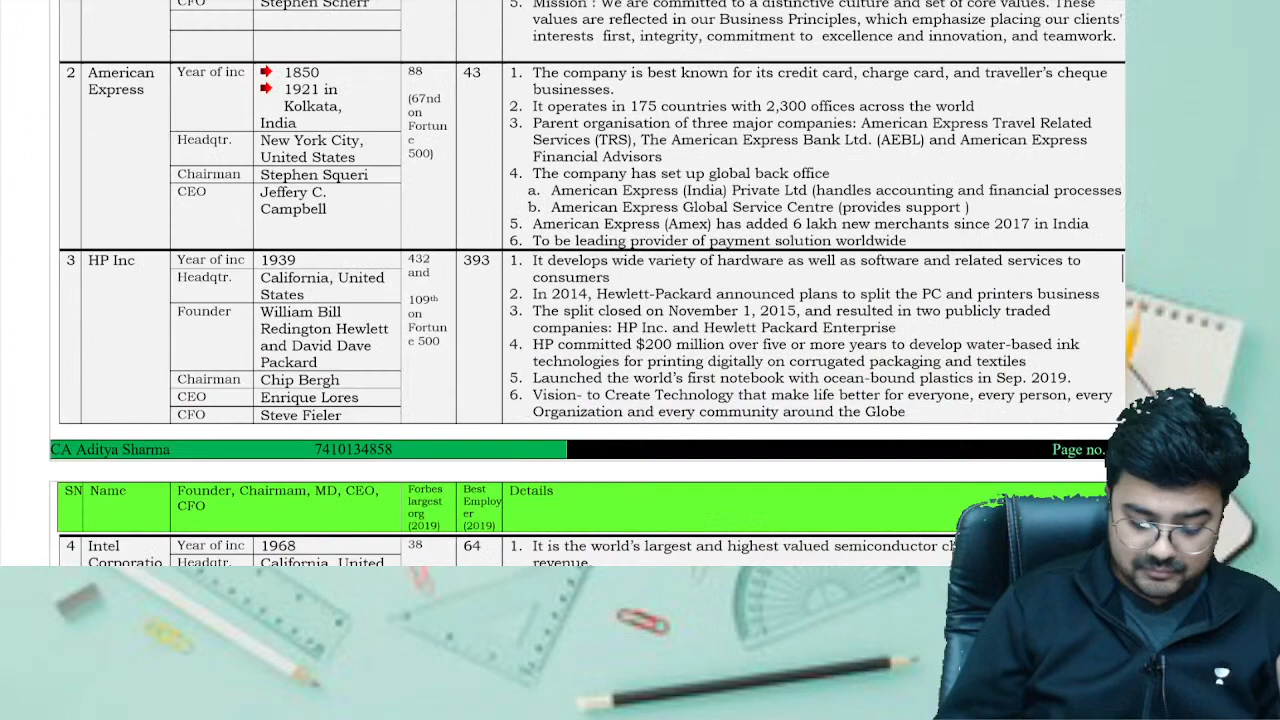 CFO Stephen Scherr
5. Mission : We are committed to a distinctive culture and set of core values. These
values are reflected in our Business Principles, which emphasize placing our clients'
interests first, integrity, commitment to excellence and innovation, and teamwork.
2 American Express
Year of inc
1850
1921 in
Kolkata,
India
Headqtr.
New York City,
United States
Chairman
Stephen Squeri
CEO
Jeffery C.
Campbell
88
(67nd
on
Fortun
e
500)
43
1. The company is best known for its credit card, charge card, and traveller's cheque
businesses.
2. It operates in 175 countries with 2,300 offices across the world
3. Parent organisation of three major companies: American Express Travel Related
Services (TRS), The American Express Bank Ltd. (AEBL) and American Express
Financial Advisors
4. The company has set up global back office
a. American Express (India) Private Ltd (handles accounting and financial processes
b. American Express Global Service Centre (provides support )
5. American Express (Amex) has added 6 lakh new merchants since 2017 in India
6. To be leading provider of payment solution worldwide
3 HP Inc
Year of inc
1939
Headqtr.
California, United
States
Founder
William Bill
Redington Hewlett
and David Dave
Packard
Chairman
Chip Bergh
CEO
Enrique Lores
CFO
Steve Fieler
432
and
109th
on
Fortun
e 500
393
1. It develops wide variety of hardware as well as software and related services to
consumers
2. In 2014, Hewlett-Packard announced plans to split the PC and printers business
3. The split closed on November 1, 2015, and resulted in two publicly traded
companies: HP Inc. and Hewlett Packard Enterprise
4. HP committed $200 million over five or more years to develop water-based ink
technologies for printing digitally on corrugated packaging and textiles
5. Launched the world's first notebook with ocean-bound plastics in Sep. 2019.
6. Vision- to Create Technology that make life better for everyone, every person, every
Organization and every community around the Globe
CA Aditya Sharma 7410134858 Page no.
SN Name
Founder, Chairmam, MD, CEO,
CFO
Forbes
largest
org
(2019)
Best
Employ
er
(2019)
Details
4 Intel
Corporatio
Year of inc
1968
Headqtr.
California, United
38
64
1. It is the world's largest and highest valued semiconductor
revenue.